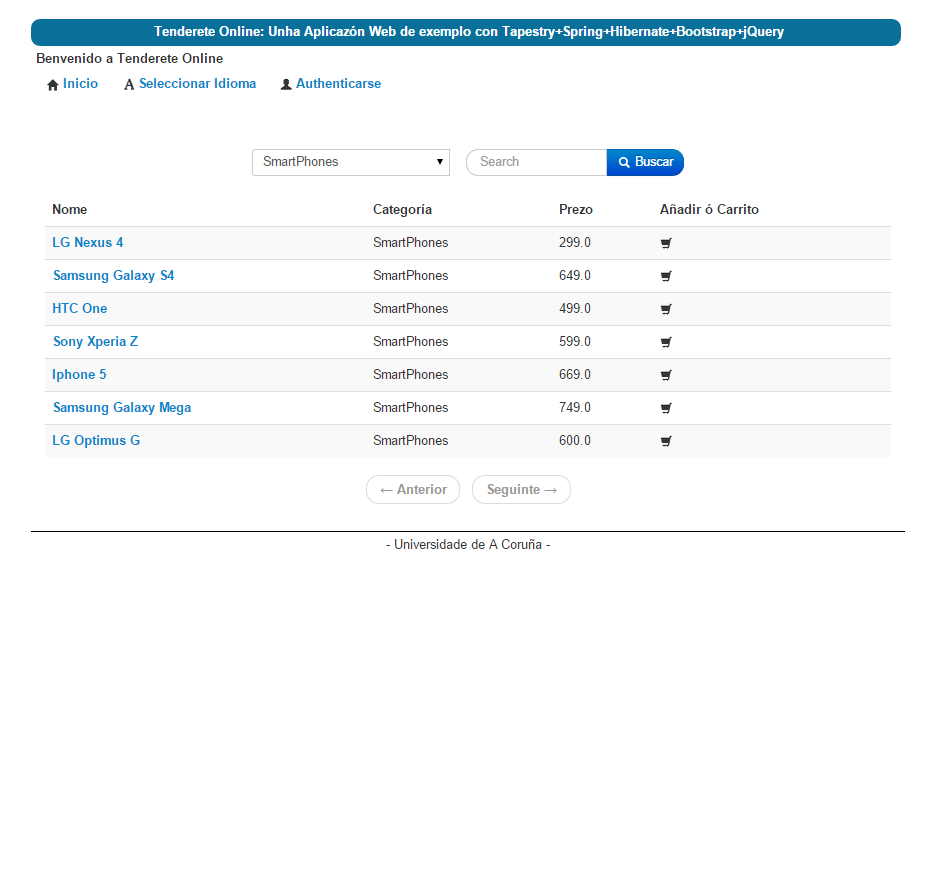 Tenderete Online: Unha Aplicazón Web de exemplo con Tapestry+Spring+Hibernate+Bootstrap+jQuery
Benvenido a Tenderete Online
Inicio A Seleccionar Idioma Authenticarse
SmartPhones Search Buscar
Nome Categoría Prezo Añadir ó Carrito
LG Nexus 4 SmartPhones 299.0
Samsung Galaxy S4 SmartPhones 649.0
HTC One SmartPhones 499.0
Sony Xperia Z SmartPhones 599.0
Iphone 5 SmartPhones 669.0
Samsung Galaxy Mega SmartPhones 749.0
LG Optimus G SmartPhones 600.0
← Anterior Seguinte →
- Universidade de A Coruña -